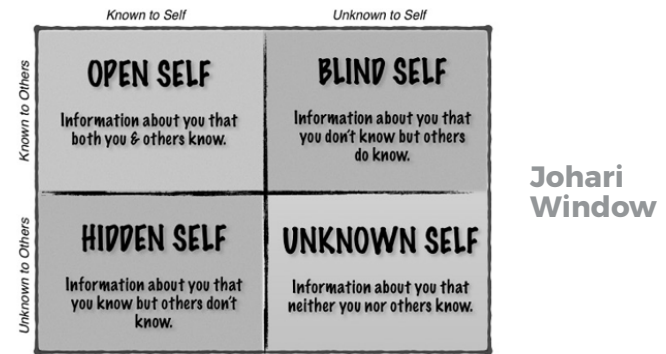 Known to Self
Unknown to Self
Known to Others
OPEN SELF
Information about you that
both you & others know.
BLIND SELF
Information about you that
you don't know but others
do know.
Unknown to Others
HIDDEN SELF
Information about you that
you know but others don't
know.
UNKNOWN SELF
Information about you that
neither you nor others know.
Johari
Window